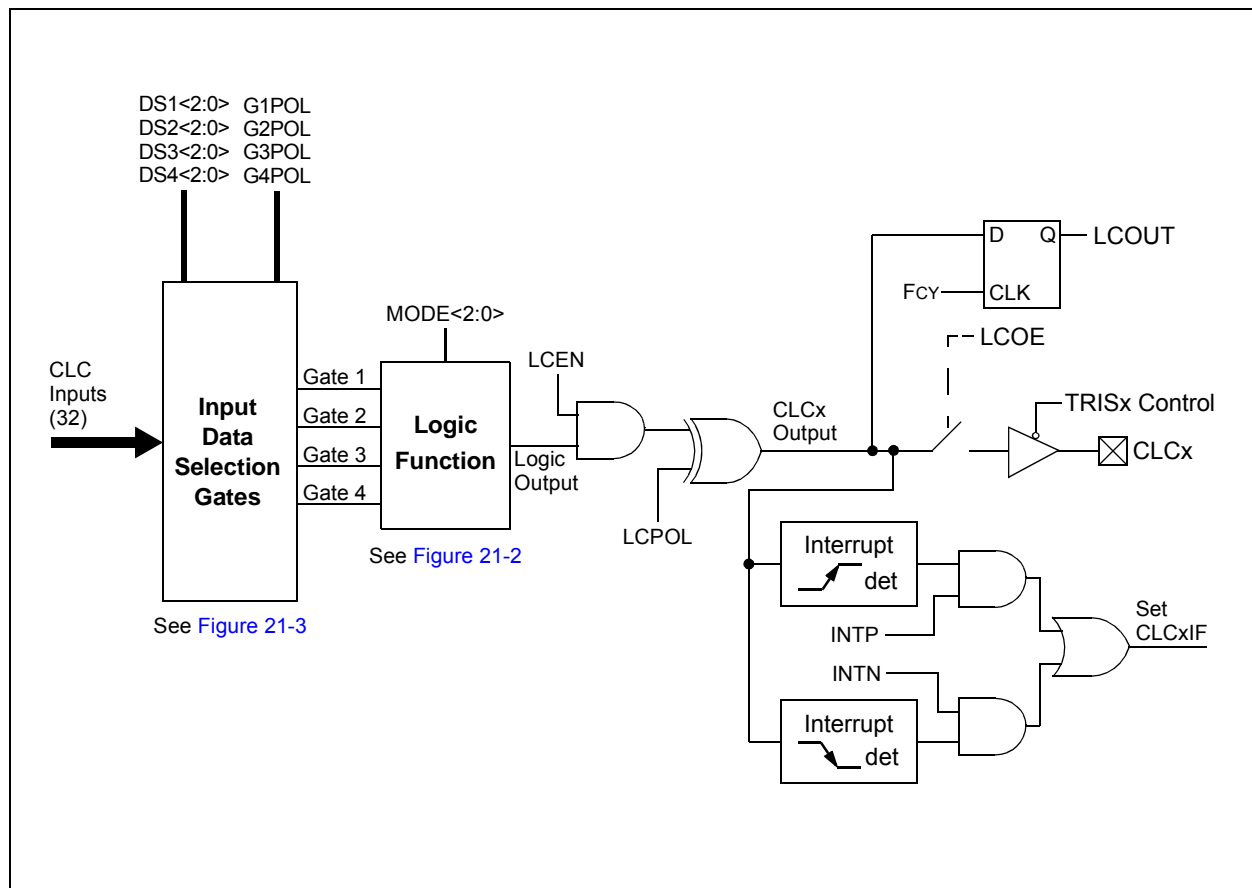 DS1<2:0> G1POL
DS2<2:0> G2POL
DS3<2:0> G3POL
DS4<2:0> G4POL
D Q LCOUT
FCY CLK
MODE<2:0>
LCOE
LCEN
CLC
Inputs
(32)
Input
Data
Selection
Gates
Gate 1
Gate 2
Gate 3
Gate 4
Logic
Function
Logic
Output
LCPOL
CLCx
Output
TRISx Control
CLCx
See Figure 21-2
See Figure 21-3
Interrupt
det
INTP
INTN
Interrupt
det
Set
CLCxIF